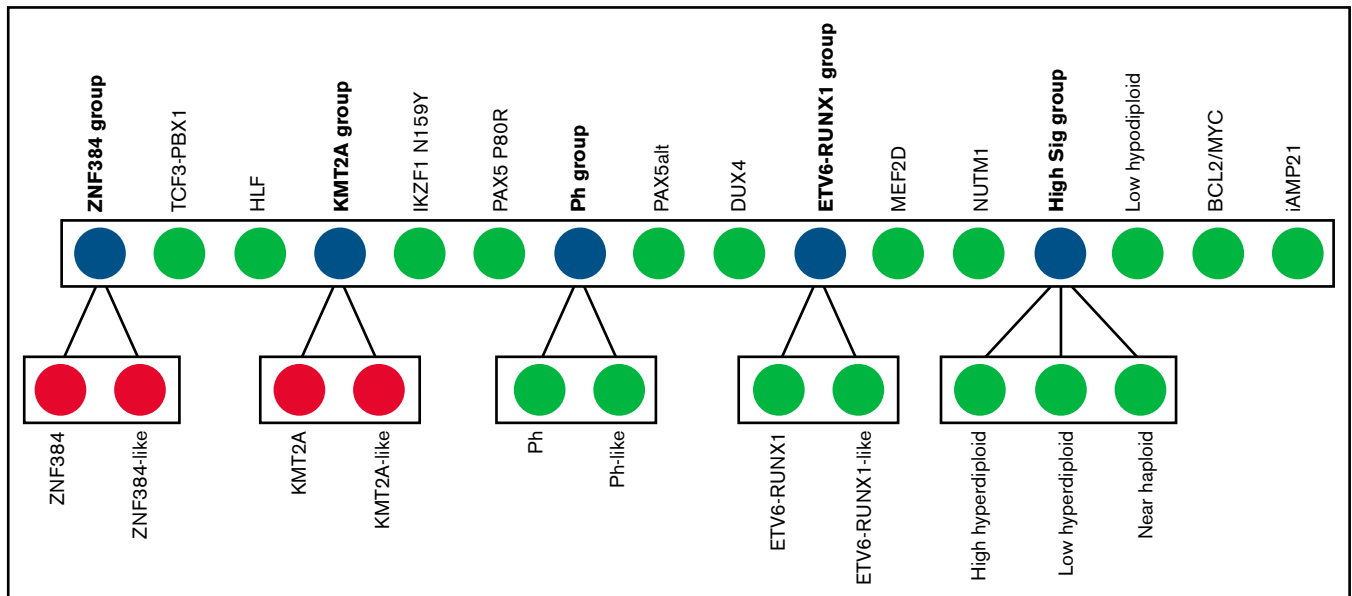 ZNF384 group
TCF3-PBX1
HLF
KMT2A group
IKZF1 N159Y
PAX5 P80R
Ph group
PAX5alt
DUX4
ETV6-RUNX1 group
MEF2D
NUTM1
High Sig group
Low hypodiploid
BCL2/MYC
iAMP21
ZNF384
ZNF384-like
KMT2A
KMT2A-like
Ph
Ph-like
ETV6-RUNX1
ETV6-RUNX1-like
High hyperdiploid
Low hyperdiploid
Near haploid